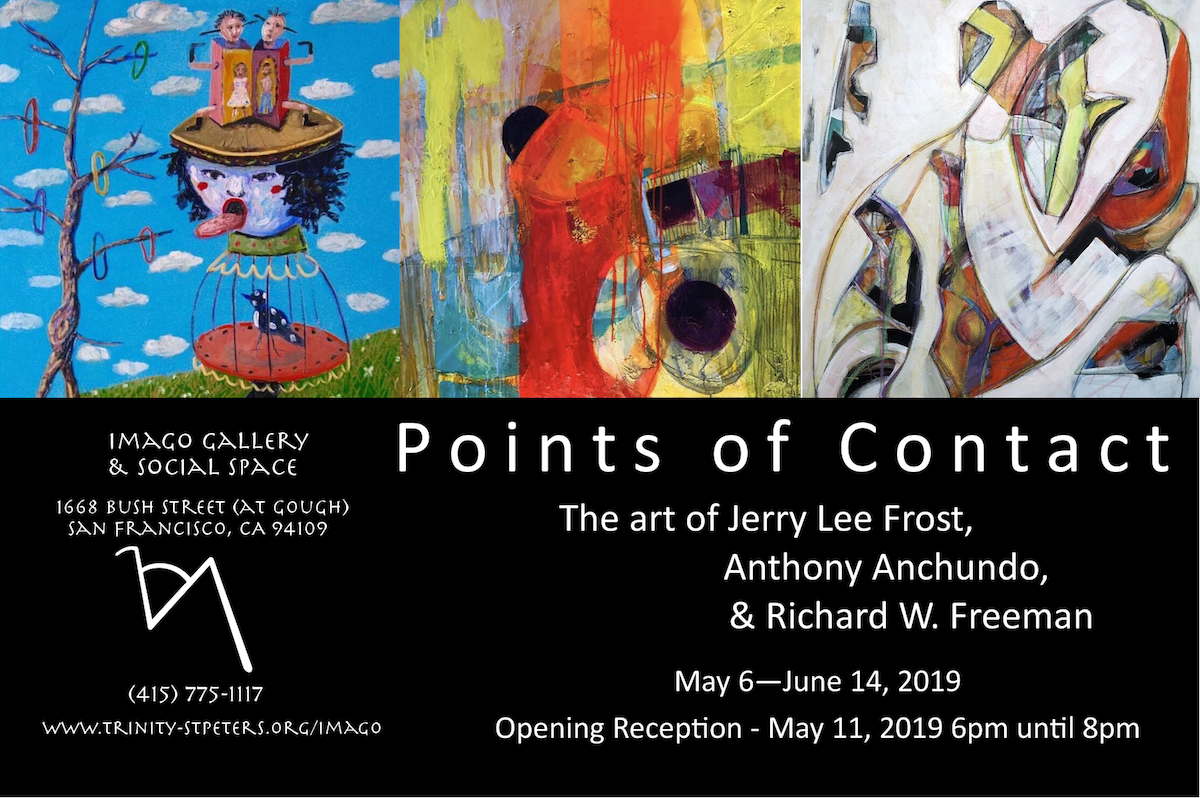 Points of Contact
The art of Jerry Lee Frost,
Anthony Anchundo,
& Richard W. Freeman
May 6—June 14, 2019
Opening Reception - May 11, 2019 6pm until 8pm
IMAGO GALLERY
& SOCIAL SPACE
1668 BUSH STREET (AT GOUGH)
SAN FRANCISCO, CA 94109
(415) 775-1117
WWW.TRINITY-STPETERS.ORG/IMAGO